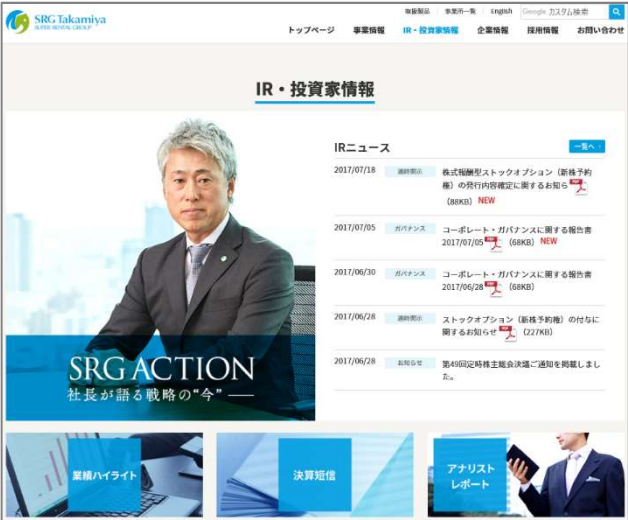 SRG Takamiya
SUPER RENTAL GROUP
取扱製品 事業所一覧 English Google カスタム検索
トップページ 事業情報 IR・投資家情報 企業情報 採用情報 お問い合わせ
IR・投資家情報
IRニュース
一覧へ
2017/07/18 適時開示 株式報酬型ストックオプション（新株予約
権）の発行内容確定に関するお知ら
（88KB） NEW
2017/07/05 ガバナンス コーポレート・ガバナンスに関する報告書
2017/07/05 （68KB） NEW
2017/06/30 ガバナンス コーポレート・ガバナンスに関する報告書
2017/06/28 （68KB）
2017/06/28 適時開示 ストックオプション（新株予約権）の付与に
関するお知らせ （227KB）
2017/06/28 お知らせ 第49回定時株主総会決議ご通知を掲載しまし
た。
SRG ACTION
社長が語る戦略の“今”
業績ハイライト
決算短信
アナリスト
レポート